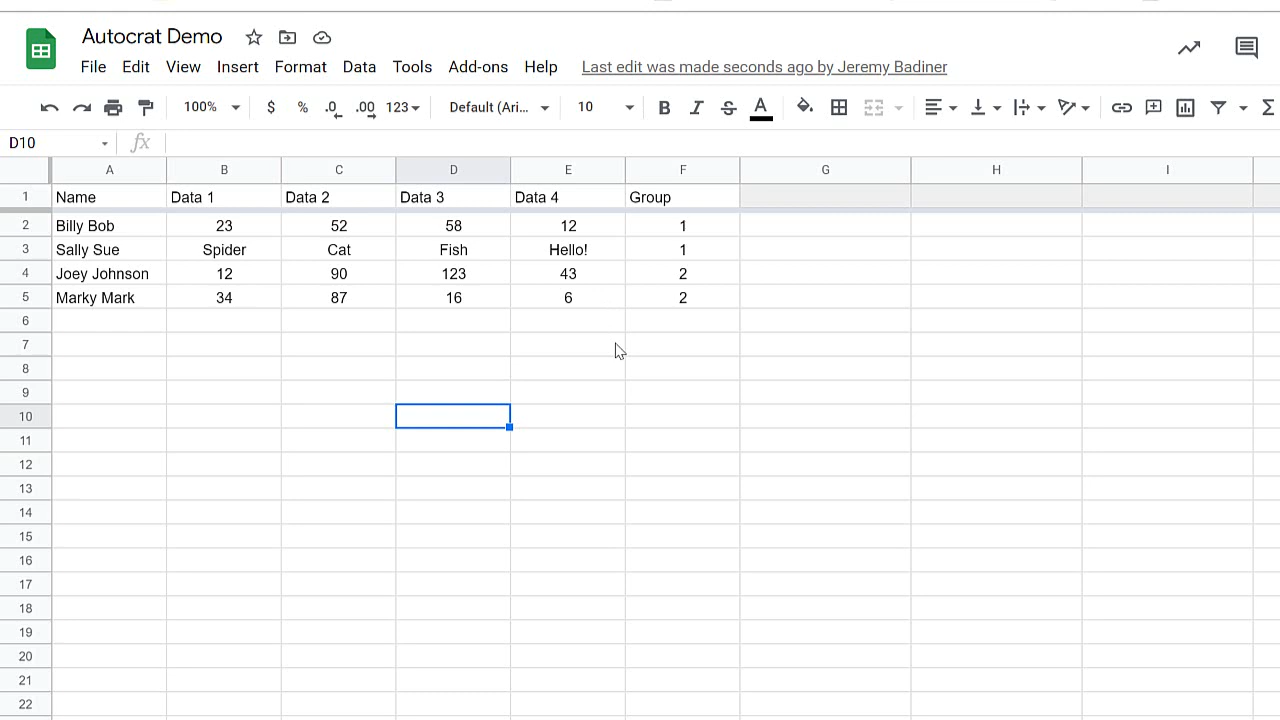 Autocrat Demo
File Edit View Insert Format Data Tools Add-ons Help Last edit was made seconds ago by Jeremy Badiner
100% $ % .0 .00 123 Default (Ari... 10 B I S A Σ
D10 fx
A B C D E F G H I
1 Name Data 1 Data 2 Data 3 Data 4 Group
2 Billy Bob 23 52 58 12 1
3 Sally Sue Spider Cat Fish Hello! 1
4 Joey Johnson 12 90 123 43 2
5 Marky Mark 34 87 16 6 2
6
7
8
9
10
11
12
13
14
15
16
17
18
19
20
21
22